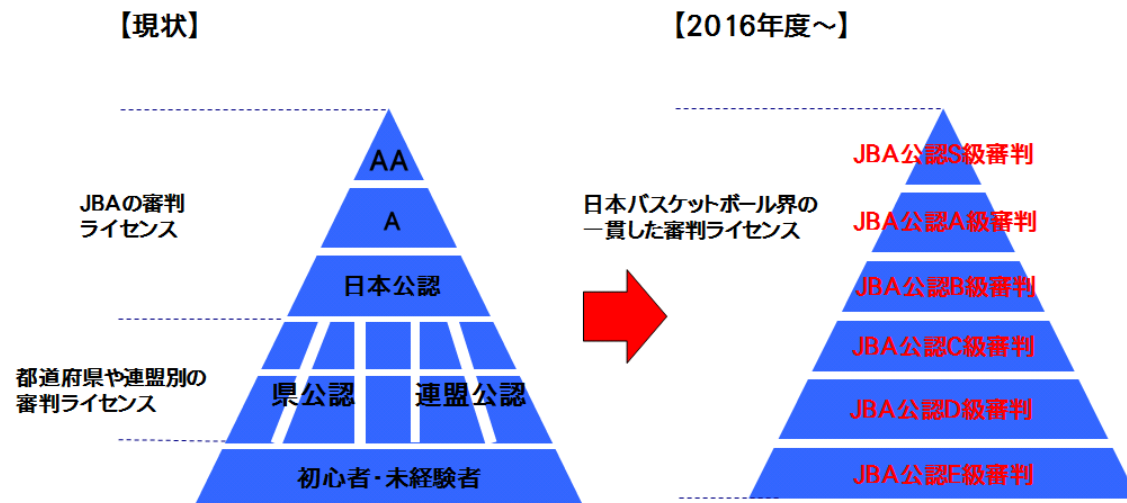 【現状】
【2016年度~】
AA
JBAの審判
ライセンス
A
日本公認
都道府県や連盟別の
審判ライセンス
県公認
連盟公認
初心者・未経験者
日本バスケットボール界の
一貫した審判ライセンス
JBA公認S級審判
JBA公認A級審判
JBA公認B級審判
JBA公認C級審判
JBA公認D級審判
JBA公認E級審判